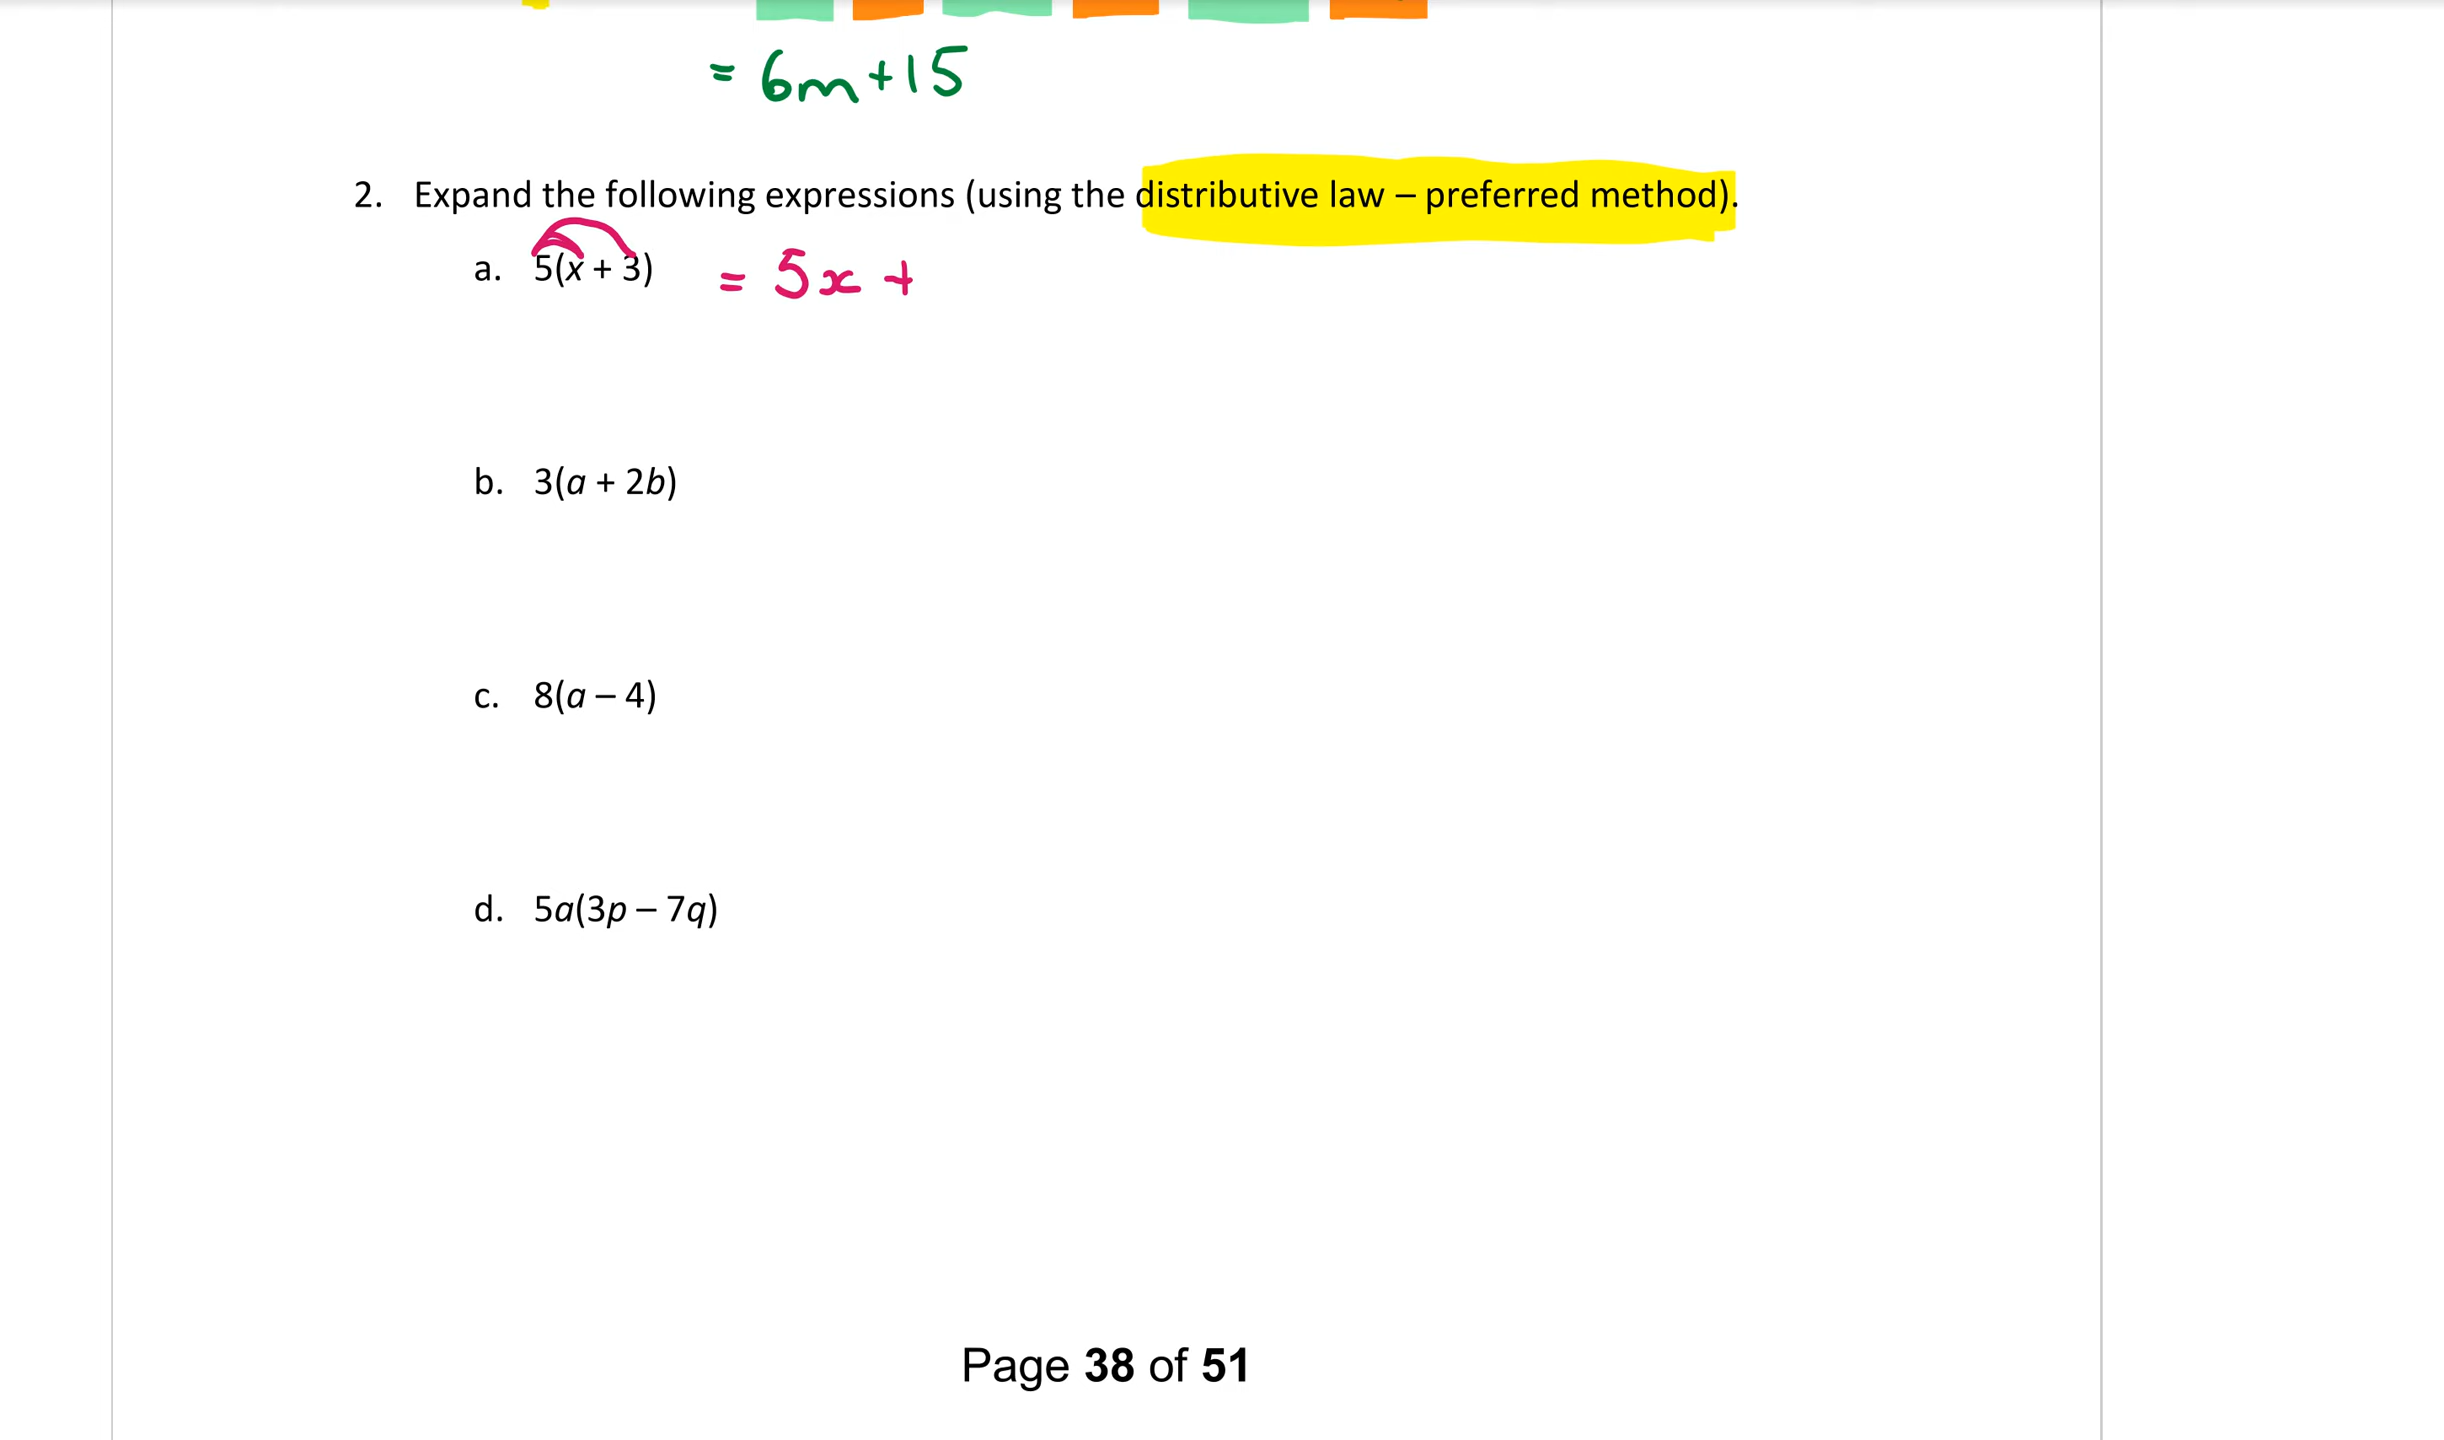 = 6m + 15
2. Expand the following expressions (using the distributive law – preferred method).
a. 5(x + 3) = 5x +
b. 3(a + 2b)
c. 8(a – 4)
d. 5a(3p – 7q)
Page 38 of 51